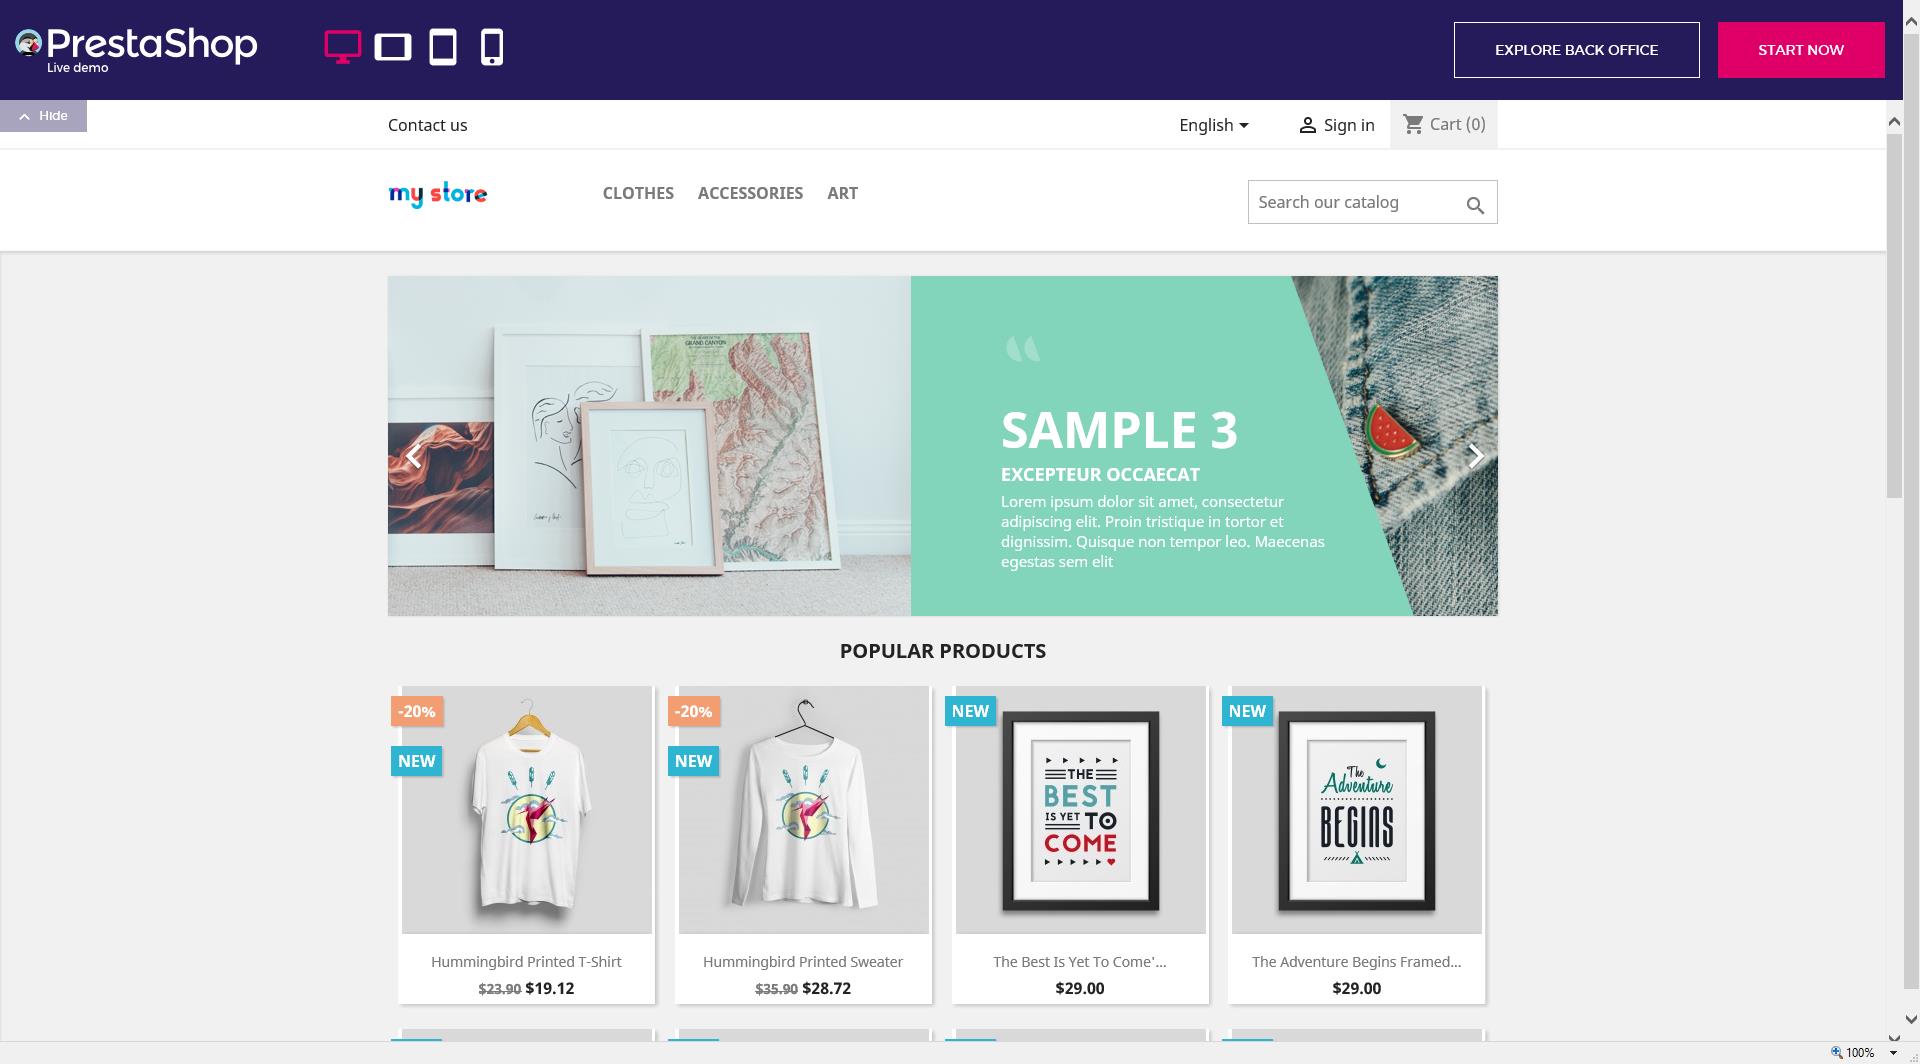 PrestaShop
Live demo
EXPLORE BACK OFFICE
START NOW
Hide
Contact us
English
Sign in
Cart (0)
my store
CLOTHES
ACCESSORIES
ART
Search our catalog
GRAND CANYON
SAMPLE 3
EXCEPTEUR OCCAECAT
Lorem ipsum dolor sit amet, consectetur
adipiscing elit. Proin tristique in tortor et
dignissim. Quisque non tempor leo. Maecenas
egestas sem elit
POPULAR PRODUCTS
-20%
NEW
Hummingbird Printed T-Shirt
$23.90 $19.12
-20%
NEW
Hummingbird Printed Sweater
$35.90 $28.72
NEW
THE
BEST
IS YET TO
COME
The Best Is Yet To Come'...
$29.00
NEW
The
Adventure
BEGINS
The Adventure Begins Framed...
$29.00
100%